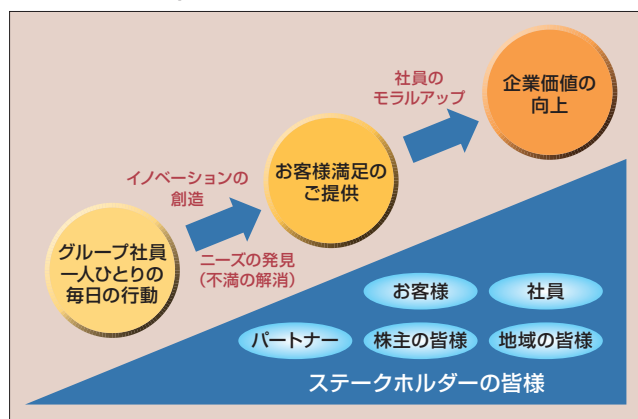 社員の
モラルアップ
企業価値の
向上
イノベーションの
創造
お客様満足の
ご提供
グループ社員
一人ひとりの
毎日の行動
ニーズの発見
(不満の解消)
お客様
社員
パートナー
株主の皆様
地域の皆様
ステークホルダーの皆様